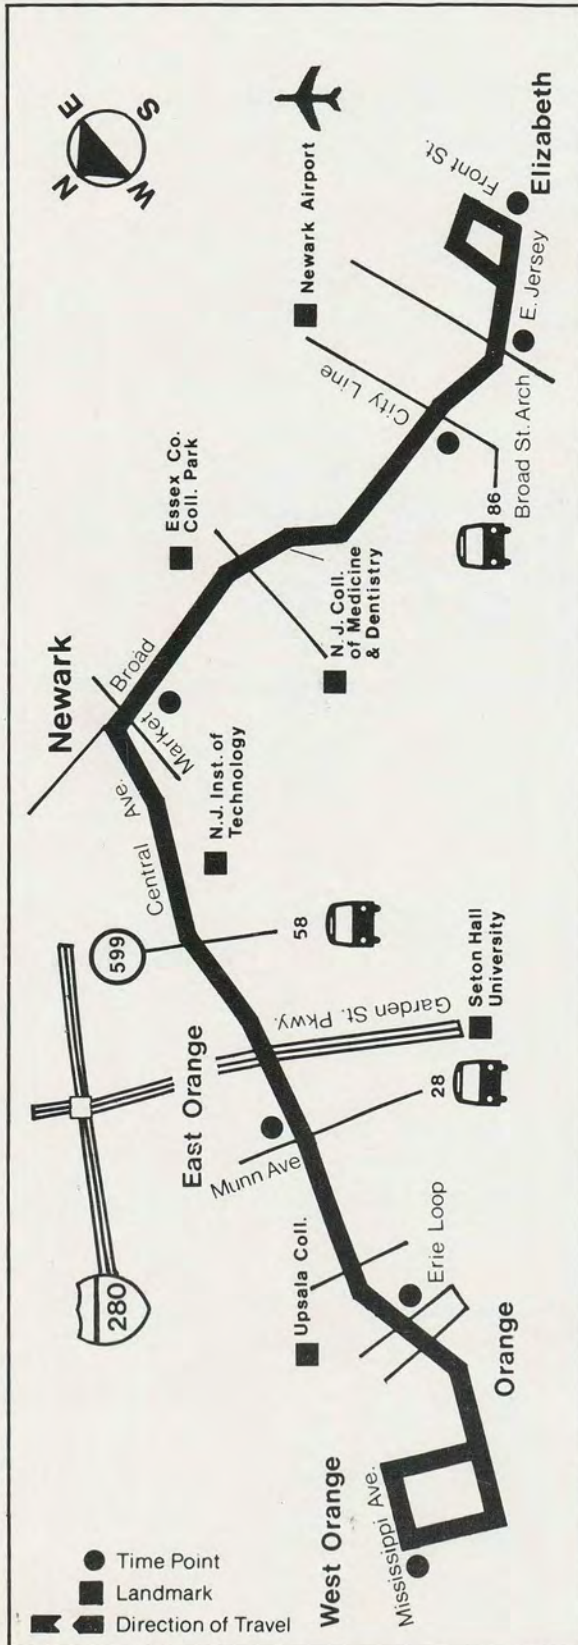 N
E
S
W
Newark Airport
Front St.
Elizabeth
E. Jersey
Broad St. Arch
City Line
86
Essex Co.
Coll. Park
N. J. Coll.
of Medicine
& Dentistry
Newark
Broad
Market
Central Ave.
N.J. Inst. of
Technology
599
58
Garden St. Pkwy.
Seton Hall
University
East Orange
28
Munn Ave
280
Upsala Coll.
Erie Loop
Orange
West Orange
Mississippi Ave.
Time Point
Landmark
Direction of Travel